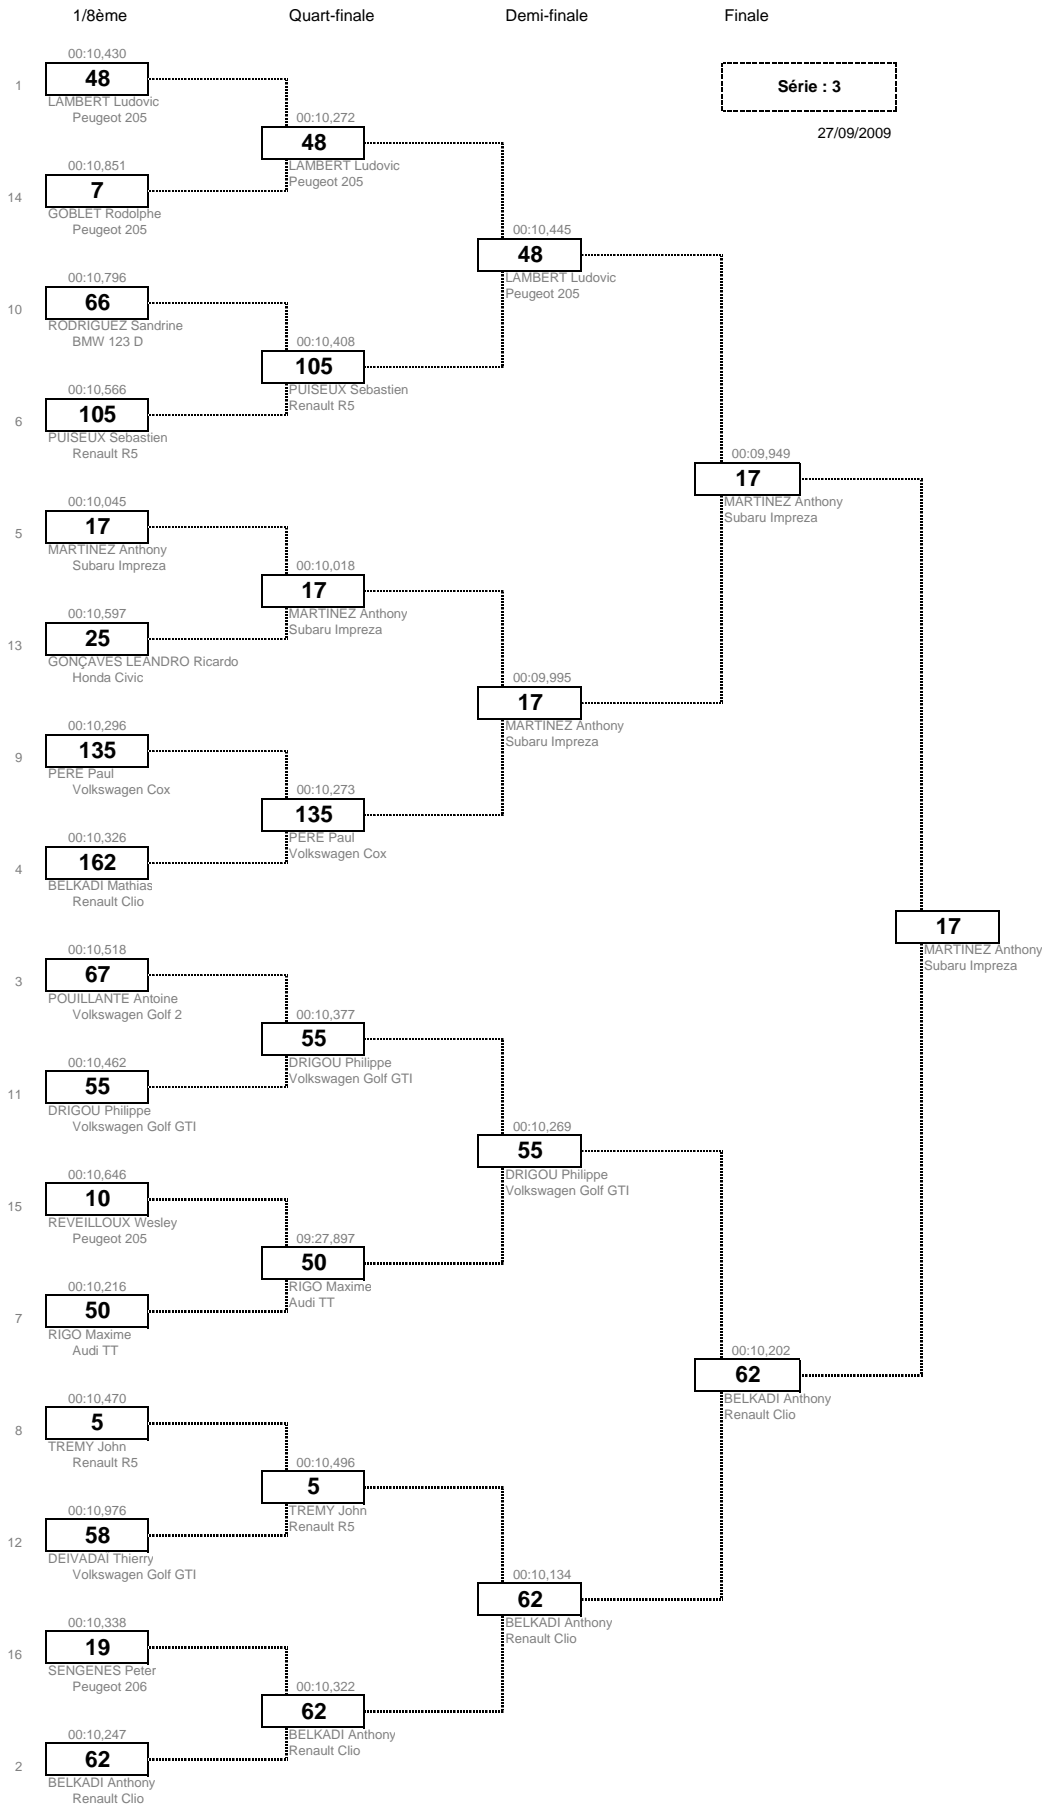 1/8ème Quart-finale Demi-finale Finale
Série : 3
27/09/2009
00:10,430
1 48
LAMBERT Ludovic
Peugeot 205
00:10,272
48
LAMBERT Ludovic
Peugeot 205
00:10,851
14 7
GOBLET Rodolphe
Peugeot 205
00:10,445
48
LAMBERT Ludovic
Peugeot 205
00:10,796
10 66
RODRIGUEZ Sandrine
BMW 123 D
00:10,408
105
PUISEUX Sebastien
Renault R5
00:10,566
6 105
PUISEUX Sebastien
Renault R5
00:09,949
17
MARTINEZ Anthony
Subaru Impreza
00:10,045
5 17
MARTINEZ Anthony
Subaru Impreza
00:10,018
17
MARTINEZ Anthony
Subaru Impreza
00:10,597
13 25
GONÇAVES LEANDRO Ricardo
Honda Civic
00:09,995
17
MARTINEZ Anthony
Subaru Impreza
00:10,296
9 135
PERE Paul
Volkswagen Cox
00:10,273
135
PERE Paul
Volkswagen Cox
00:10,326
4 162
BELKADI Mathias
Renault Clio
17
MARTINEZ Anthony
Subaru Impreza
00:10,518
3 67
POUILLANTE Antoine
Volkswagen Golf 2
00:10,377
55
DRIGOU Philippe
Volkswagen Golf GTI
00:10,462
11 55
DRIGOU Philippe
Volkswagen Golf GTI
00:10,269
55
DRIGOU Philippe
Volkswagen Golf GTI
00:10,646
15 10
REVEILLOUX Wesley
Peugeot 205
09:27,897
50
RIGO Maxime
Audi TT
00:10,216
7 50
RIGO Maxime
Audi TT
00:10,202
62
BELKADI Anthony
Renault Clio
00:10,470
8 5
TREMY John
Renault R5
00:10,496
5
TREMY John
Renault R5
00:10,976
12 58
DEIVADAI Thierry
Volkswagen Golf GTI
00:10,134
62
BELKADI Anthony
Renault Clio
00:10,338
16 19
SENGENES Peter
Peugeot 206
00:10,322
62
BELKADI Anthony
Renault Clio
00:10,247
2 62
BELKADI Anthony
Renault Clio